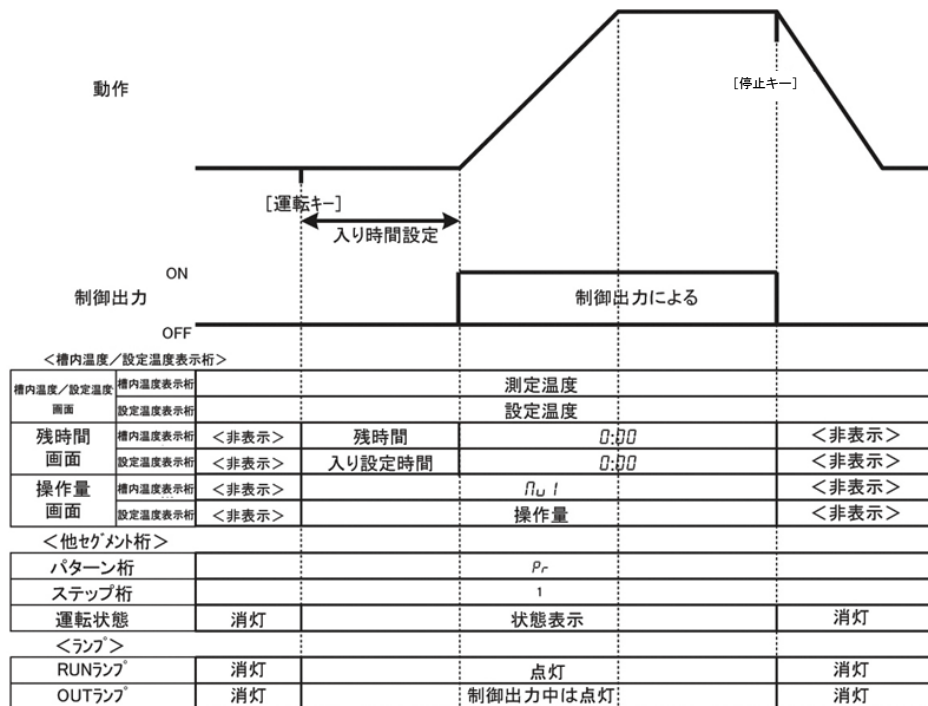 動作
[停止キー]
[運転キー]
入り時間設定
ON
制御出力
制御出力による
OFF
<槽内温度/設定温度表示桁>
槽内温度/設定温度画面 槽内温度表示桁 測定温度
設定温度表示桁 設定温度
残時間画面 槽内温度表示桁 <非表示> 残時間 0:00 <非表示>
設定温度表示桁 <非表示> 入り設定時間 0:00 <非表示>
操作量画面 槽内温度表示桁 <非表示> <非表示>
設定温度表示桁 <非表示> 操作量 <非表示>
<他セグメント桁>
パターン桁 Pr
ステップ桁 1
運転状態 消灯 状態表示 消灯
<ランプ>
RUNランプ 消灯 点灯 消灯
OUTランプ 消灯 制御出力中は点灯 消灯